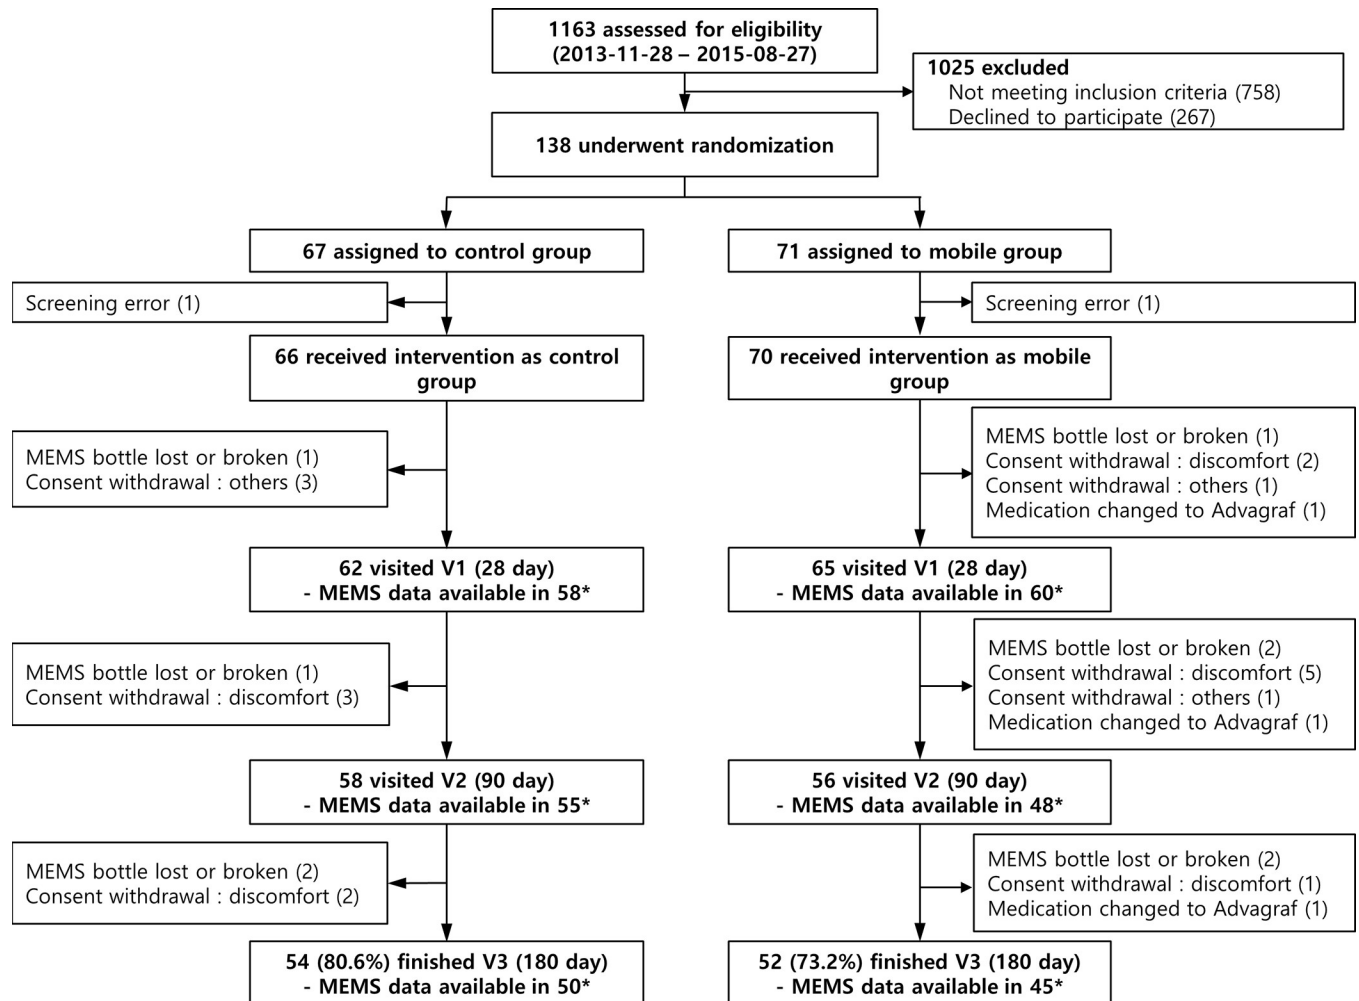 1163 assessed for eligibility
(2013-11-28 – 2015-08-27)
1025 excluded
Not meeting inclusion criteria (758)
Declined to participate (267)
138 underwent randomization
67 assigned to control group
71 assigned to mobile group
Screening error (1)
Screening error (1)
66 received intervention as control
group
70 received intervention as mobile
group
MEMS bottle lost or broken (1)
Consent withdrawal : others (3)
MEMS bottle lost or broken (1)
Consent withdrawal : discomfort (2)
Consent withdrawal : others (1)
Medication changed to Advagraf (1)
62 visited V1 (28 day)
- MEMS data available in 58*
65 visited V1 (28 day)
- MEMS data available in 60*
MEMS bottle lost or broken (1)
Consent withdrawal : discomfort (3)
MEMS bottle lost or broken (2)
Consent withdrawal : discomfort (5)
Consent withdrawal : others (1)
Medication changed to Advagraf (1)
58 visited V2 (90 day)
- MEMS data available in 55*
56 visited V2 (90 day)
- MEMS data available in 48*
MEMS bottle lost or broken (2)
Consent withdrawal : discomfort (2)
MEMS bottle lost or broken (2)
Consent withdrawal : discomfort (1)
Medication changed to Advagraf (1)
54 (80.6%) finished V3 (180 day)
- MEMS data available in 50*
52 (73.2%) finished V3 (180 day)
- MEMS data available in 45*